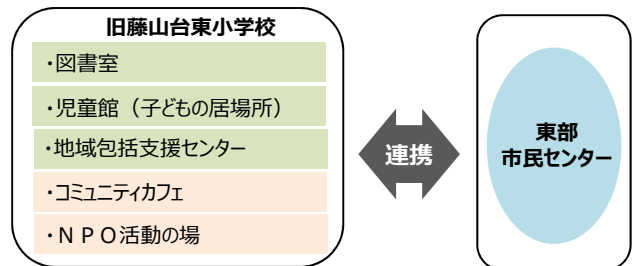 旧藤山台東小学校
・図書室
・児童館（子どもの居場所）
・地域包括支援センター
・コミュニティカフェ
・ＮＰＯ活動の場
連携
東部
市民センター